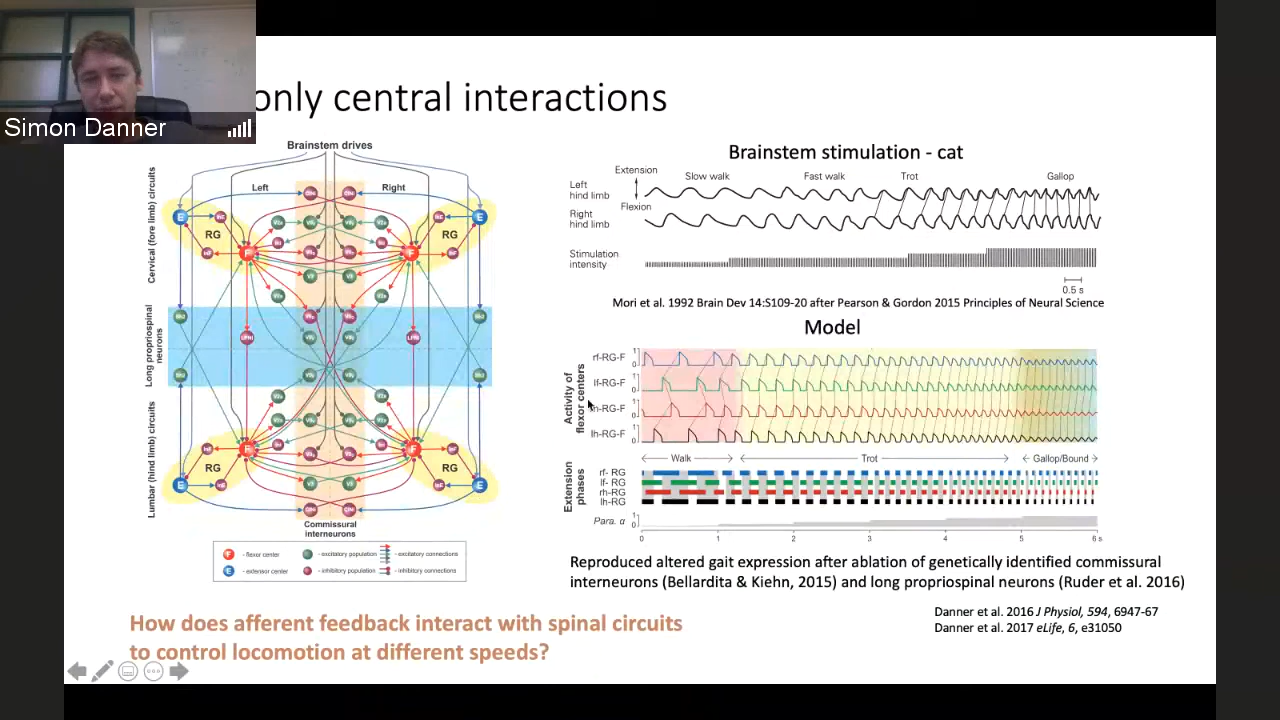 Simon Danner
only central interactions
Brainstem drives
Left
Right
Cervical (fore limb) circuits
E
RG
F
F
RG
E
Long propriospinal
neurons
Lumbar (hind limb) circuits
E
RG
F
F
RG
E
Commissural
interneurons
F - flexor center
- excitatory population
- excitatory connections
E - extensor center
- inhibitory population
- inhibitory connections
How does afferent feedback interact with spinal circuits
to control locomotion at different speeds?
Brainstem stimulation - cat
Extension
Flexion
Slow walk
Fast walk
Trot
Gallop
Left
hind limb
Right
hind limb
Stimulation
intensity
0.5 s
Mori et al. 1992 Brain Dev 14:S109-20 after Pearson & Gordon 2015 Principles of Neural Science
Model
Activity of
flexor centers
rf-RG-F
lf-RG-F
lh-RG-F
Walk
Trot
Gallop/Bound
Extension
phases
rf- RG
lf- RG
rh-RG
lh-RG
Para. α
0 1 2 3 4 5 6 s
Reproduced altered gait expression after ablation of genetically identified commissural
interneurons (Bellardita & Kiehn, 2015) and long propriospinal neurons (Ruder et al. 2016)
Danner et al. 2016 J Physiol, 594, 6947-67
Danner et al. 2017 eLife, 6, e31050